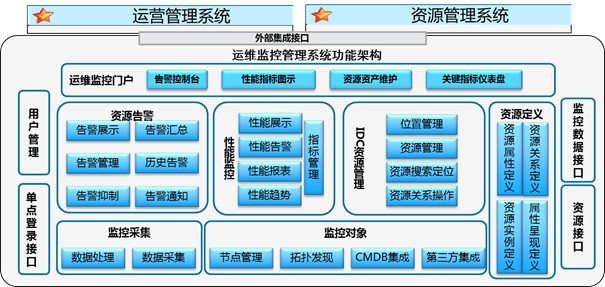 运营管理系统
资源管理系统
外部集成接口
运维监控管理系统功能架构
运维监控门户
告警控制台
性能指标图示
资源资产维护
关键指标仪表盘
用户管理
单点登录接口
资源告警
告警展示
告警汇总
告警管理
历史告警
告警抑制
告警通知
性能监控
性能展示
性能告警
性能报表
性能趋势
指标管理
IDC资源管理
位置管理
资源管理
资源搜索定位
资源关系操作
资源定义
资源属性定义
资源关系定义
资源实例定义
属性呈现定义
监控数据接口
资源接口
监控采集
数据处理
数据采集
监控对象
节点管理
拓扑发现
CMDB集成
第三方集成